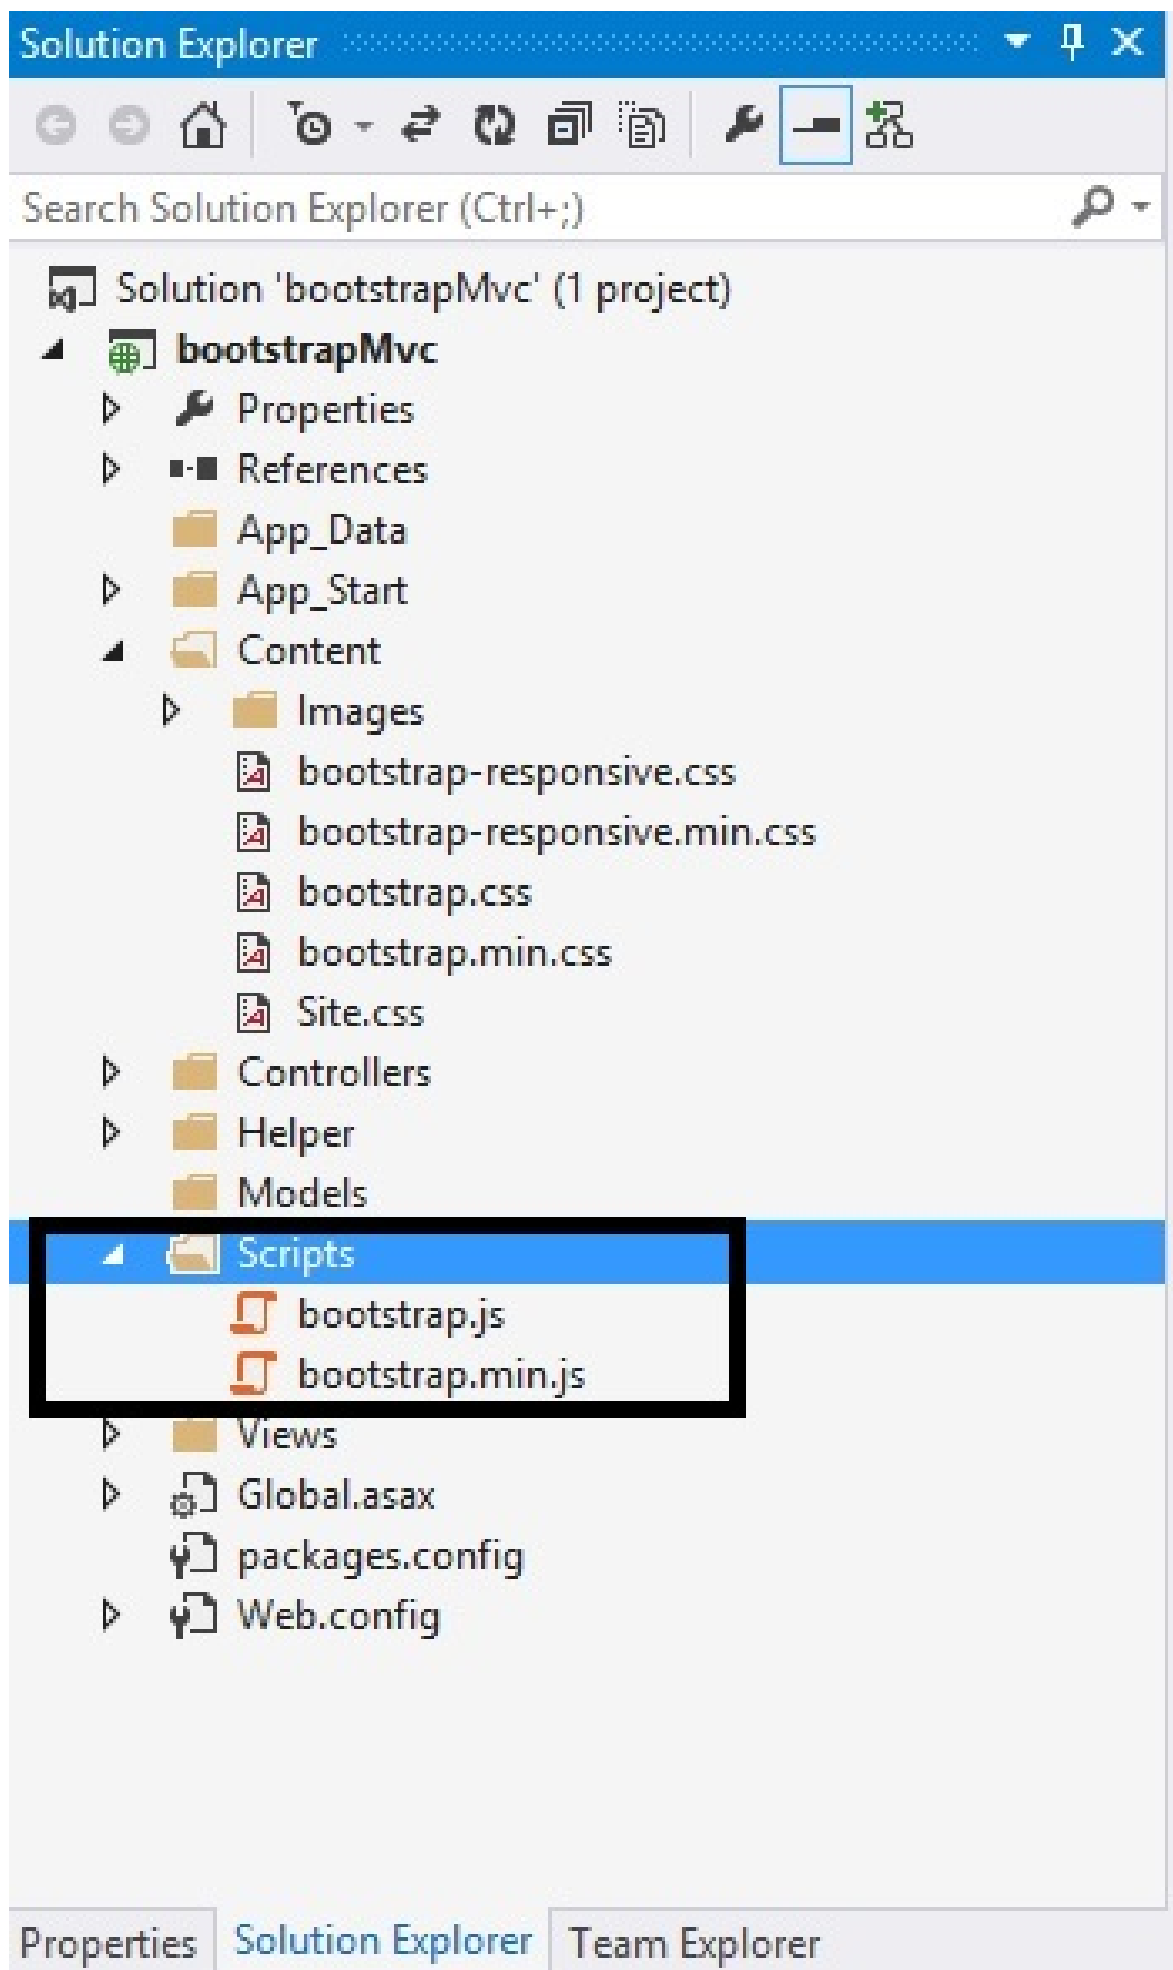 Solution Explorer
Search Solution Explorer (Ctrl+;)
Solution 'bootstrapMvc' (1 project)
bootstrapMvc
Properties
References
App_Data
App_Start
Content
Images
bootstrap-responsive.css
bootstrap-responsive.min.css
bootstrap.css
bootstrap.min.css
Site.css
Controllers
Helper
Models
Scripts
bootstrap.js
bootstrap.min.js
Views
Global.asax
packages.config
Web.config
Properties Solution Explorer Team Explorer